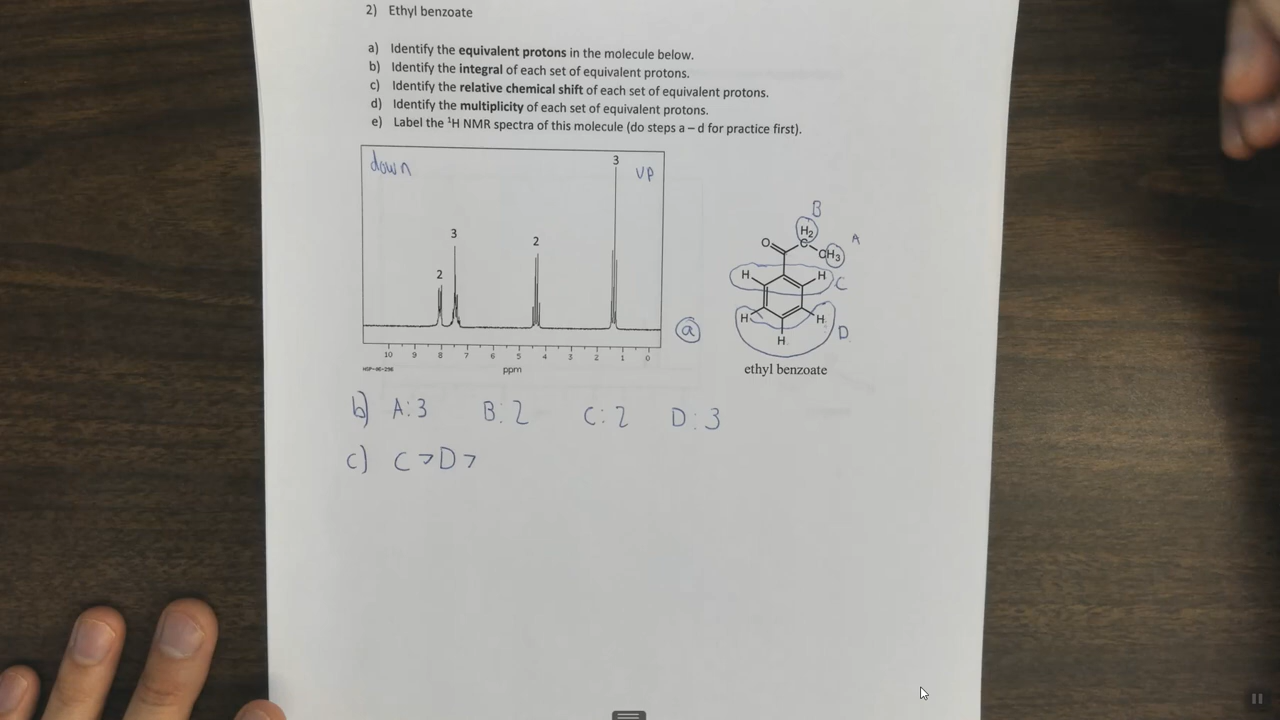 2) Ethyl benzoate
a) Identify the equivalent protons in the molecule below.
b) Identify the integral of each set of equivalent protons.
c) Identify the relative chemical shift of each set of equivalent protons.
d) Identify the multiplicity of each set of equivalent protons.
e) Label the ¹H NMR spectra of this molecule (do steps a – d for practice first).
down
UP
3
3
2
2
10 9 8 7 6 5 4 3 2 1 0
HSP-06-296
ppm
a
B
H₂
A
O
C
CH₃
H
H
C
H
H
D
H
ethyl benzoate
b) A: 3 B: 2 C: 2 D: 3
c) C > D >